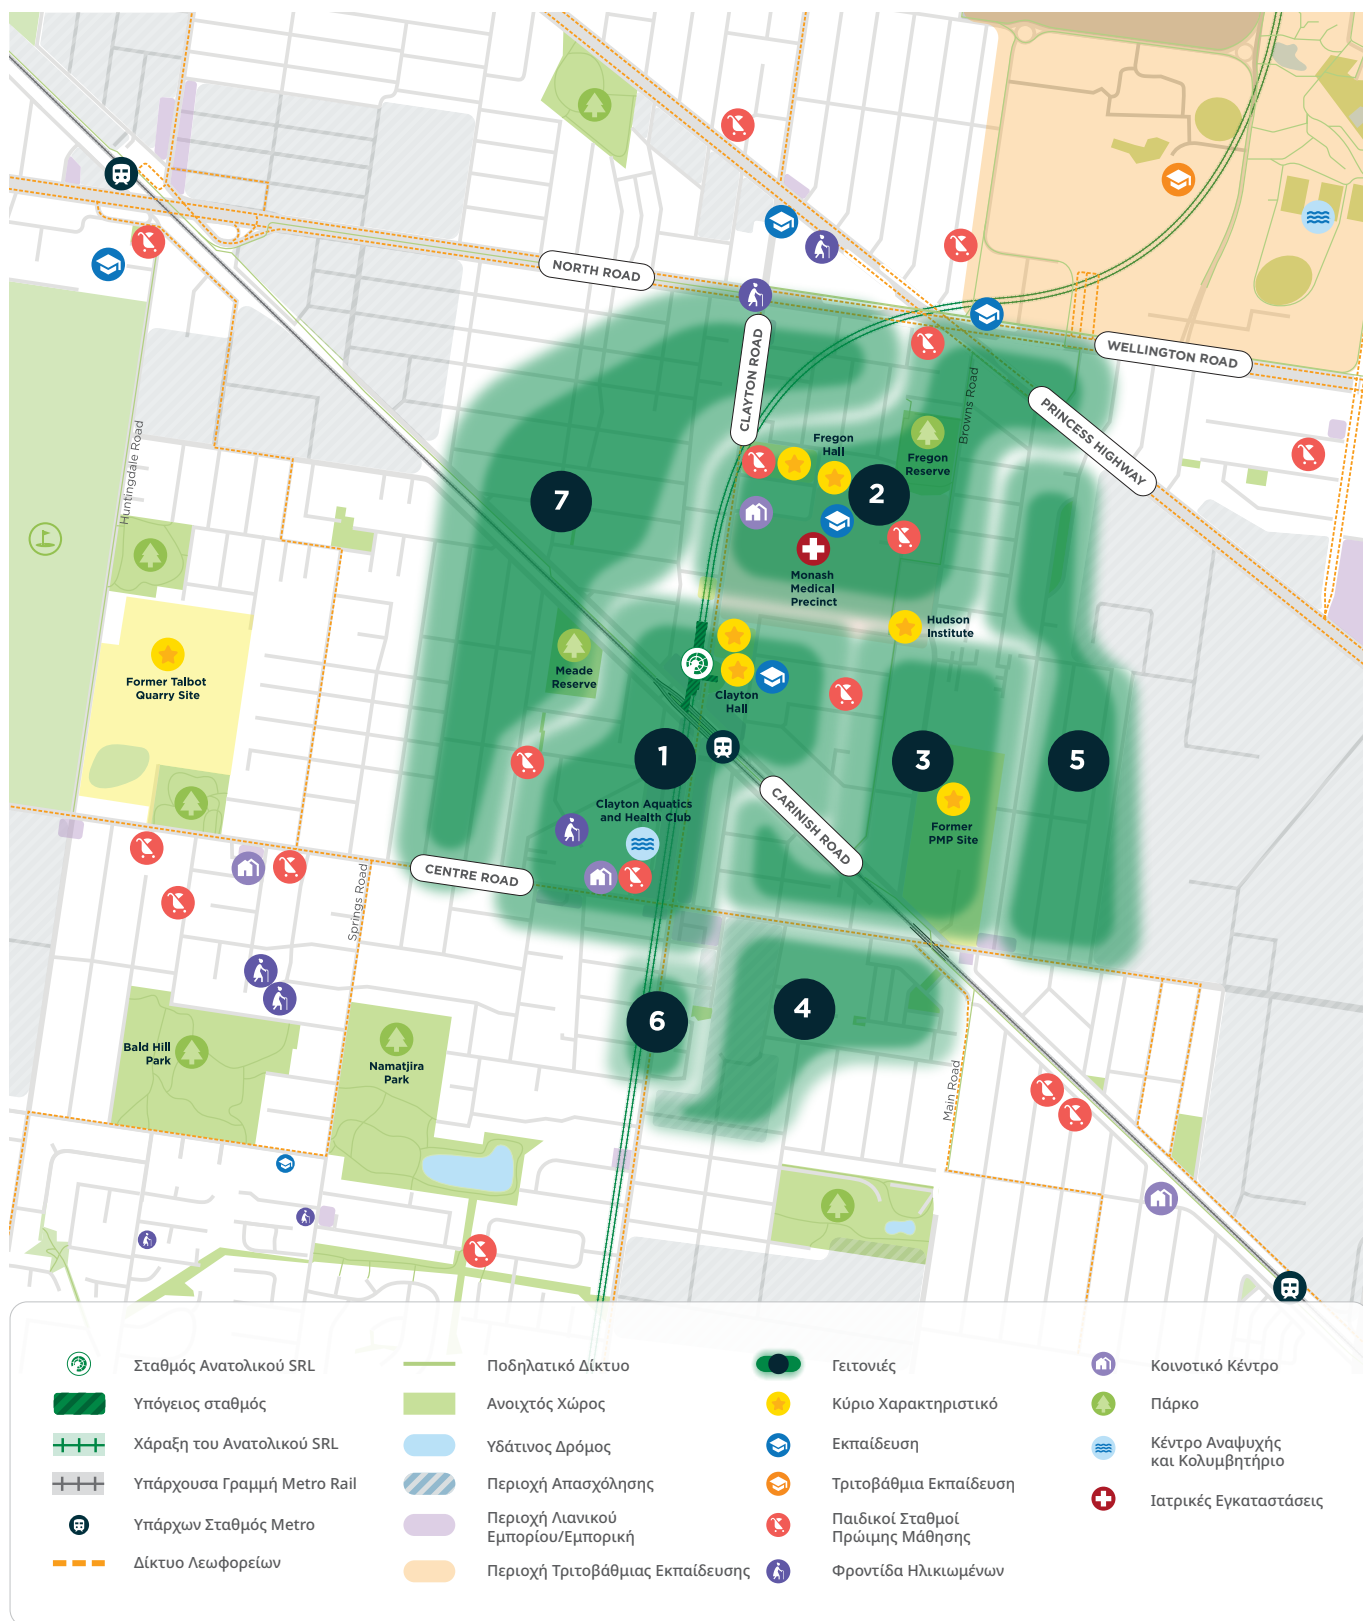 NORTH ROAD
CLAYTON ROAD
WELLINGTON ROAD
PRINCESS HIGHWAY
Browns Road
Huntingdale Road
Fregon
Hall
Fregon
Reserve
7
2
Monash
Medical
Precinct
Hudson
Institute
Meade
Reserve
Former Talbot
Quarry Site
Clayton
Hall
1
3
5
CARINISH ROAD
Clayton Aquatics
and Health Club
Former
PMP Site
CENTRE ROAD
Springs Road
4
6
Bald Hill
Park
Namatjira
Park
Main Road
Σταθμός Ανατολικού SRL
Υπόγειος σταθμός
Χάραξη του Ανατολικού SRL
Υπάρχουσα Γραμμή Metro Rail
Υπάρχων Σταθμός Metro
Δίκτυο Λεωφορείων
Ποδηλατικό Δίκτυο
Ανοιχτός Χώρος
Υδάτινος Δρόμος
Περιοχή Απασχόλησης
Περιοχή Λιανικού
Εμπορίου/Εμπορική
Περιοχή Τριτοβάθμιας Εκπαίδευσης
Γειτονιές
Κύριο Χαρακτηριστικό
Εκπαίδευση
Τριτοβάθμια Εκπαίδευση
Παιδικοί Σταθμοί
Πρώιμης Μάθησης
Φροντίδα Ηλικιωμένων
Κοινοτικό Κέντρο
Πάρκο
Κέντρο Αναψυχής
και Κολυμβητήριο
Ιατρικές Εγκαταστάσεις